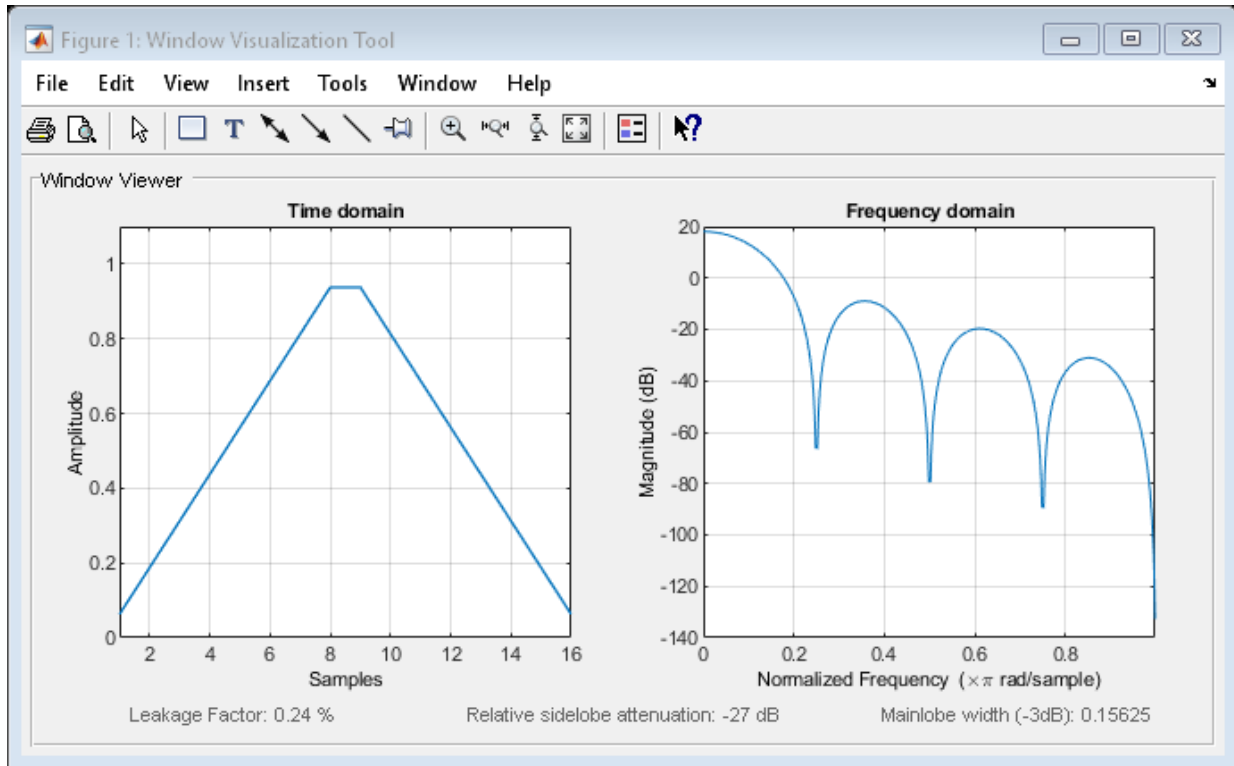 Figure 1: Window Visualization Tool
File Edit View Insert Tools Window Help
T
?
Window Viewer
Time domain
1
0.8
0.6
0.4
0.2
0
2 4 6 8 10 12 14 16
Amplitude
Samples
Frequency domain
20
0
-20
-40
-60
-80
-100
-120
-140
0 0.2 0.4 0.6 0.8
Magnitude (dB)
Normalized Frequency (×π rad/sample)
Leakage Factor: 0.24 % Relative sidelobe attenuation: -27 dB Mainlobe width (-3dB): 0.15625